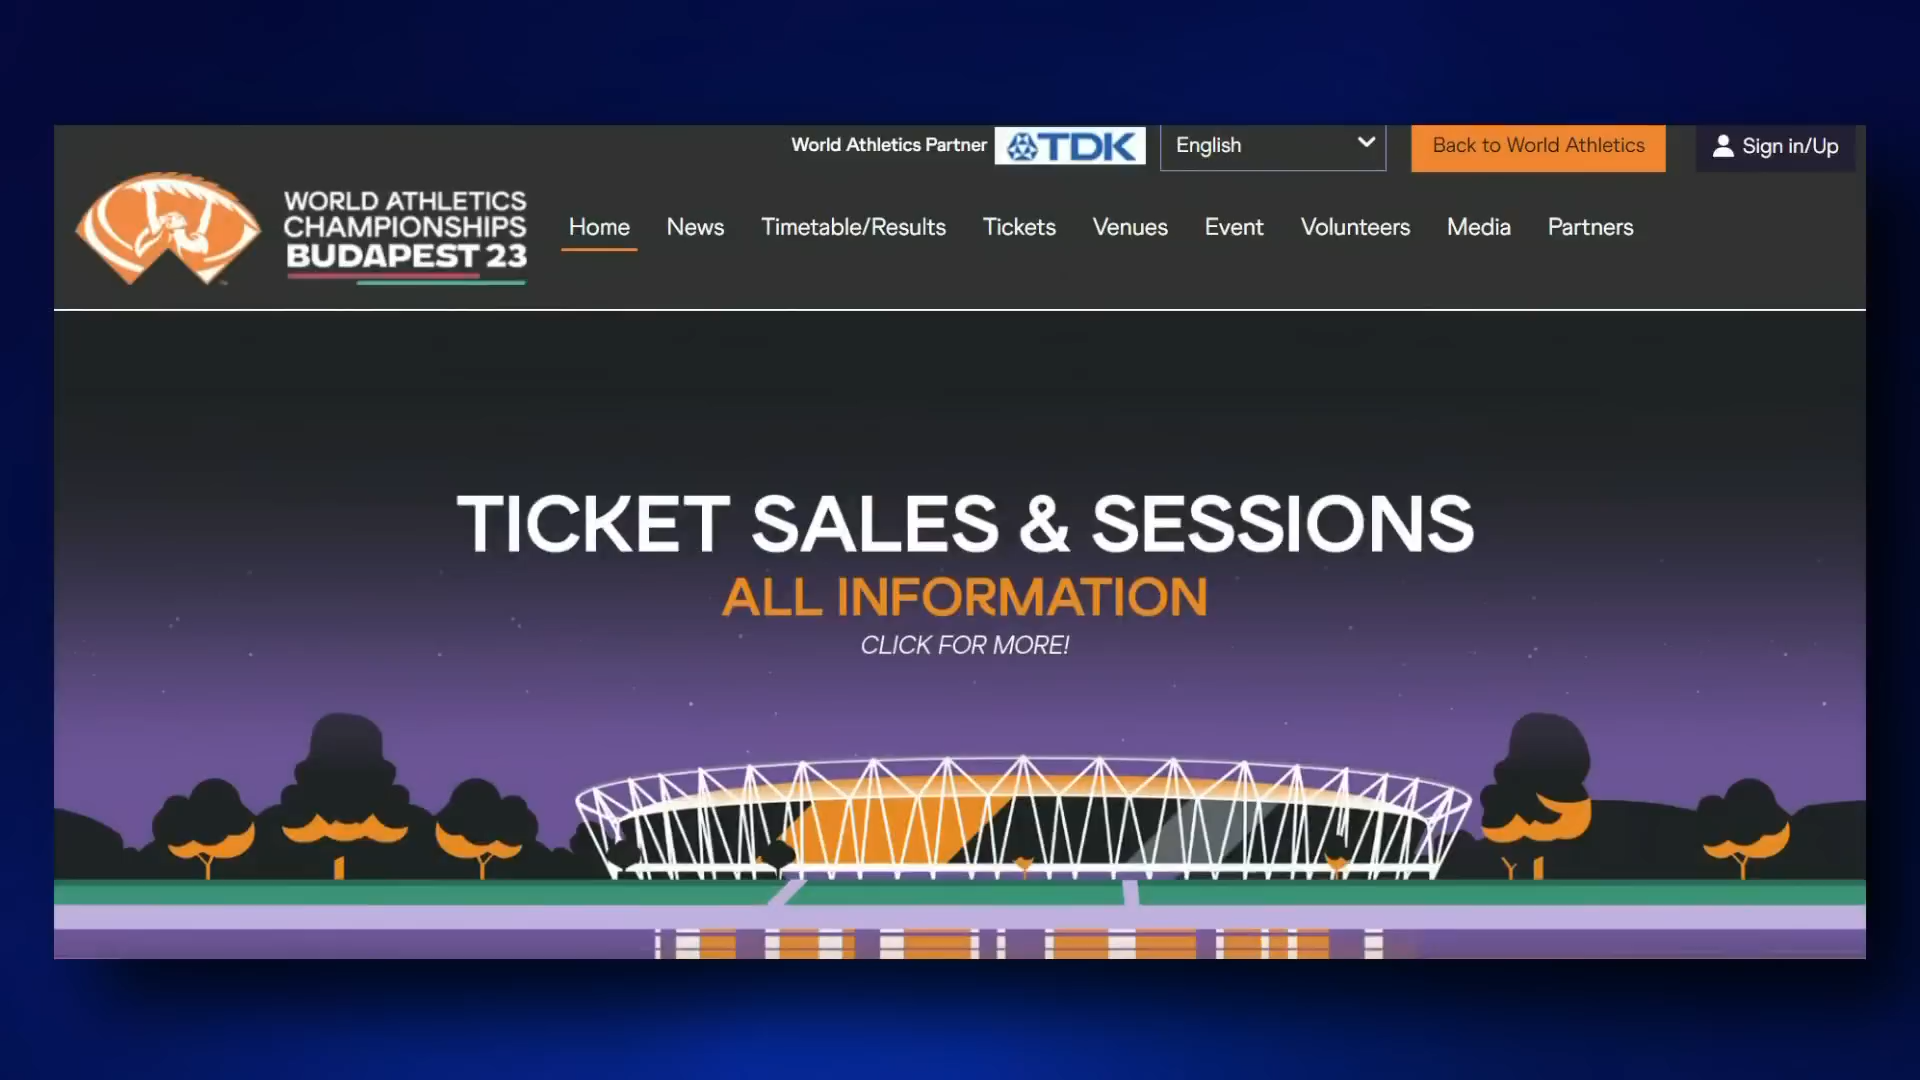 World Athletics Partner TDK English Back to World Athletics Sign in/Up
WORLD ATHLETICS
CHAMPIONSHIPS
BUDAPEST 23
Home News Timetable/Results Tickets Venues Event Volunteers Media Partners
TICKET SALES & SESSIONS
ALL INFORMATION
CLICK FOR MORE!